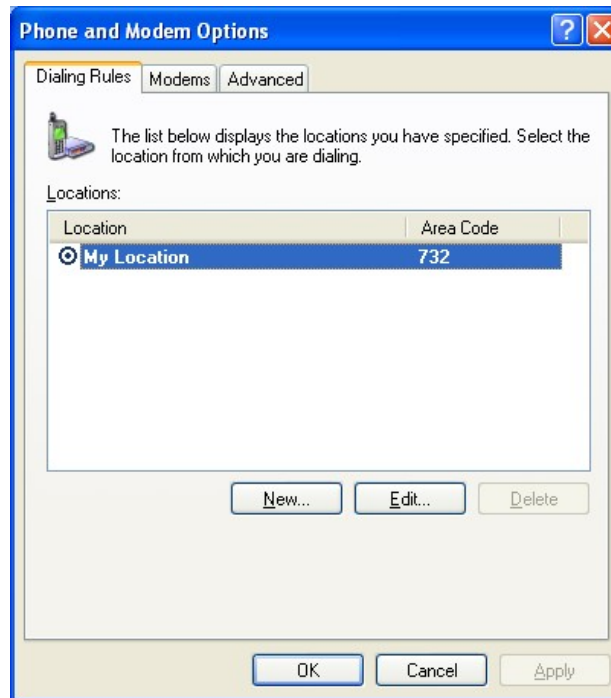 Phone and Modem Options
Dialing Rules Modems Advanced
The list below displays the locations you have specified. Select the
location from which you are dialing.
Locations:
Location Area Code
My Location 732
New... Edit... Delete
OK Cancel Apply